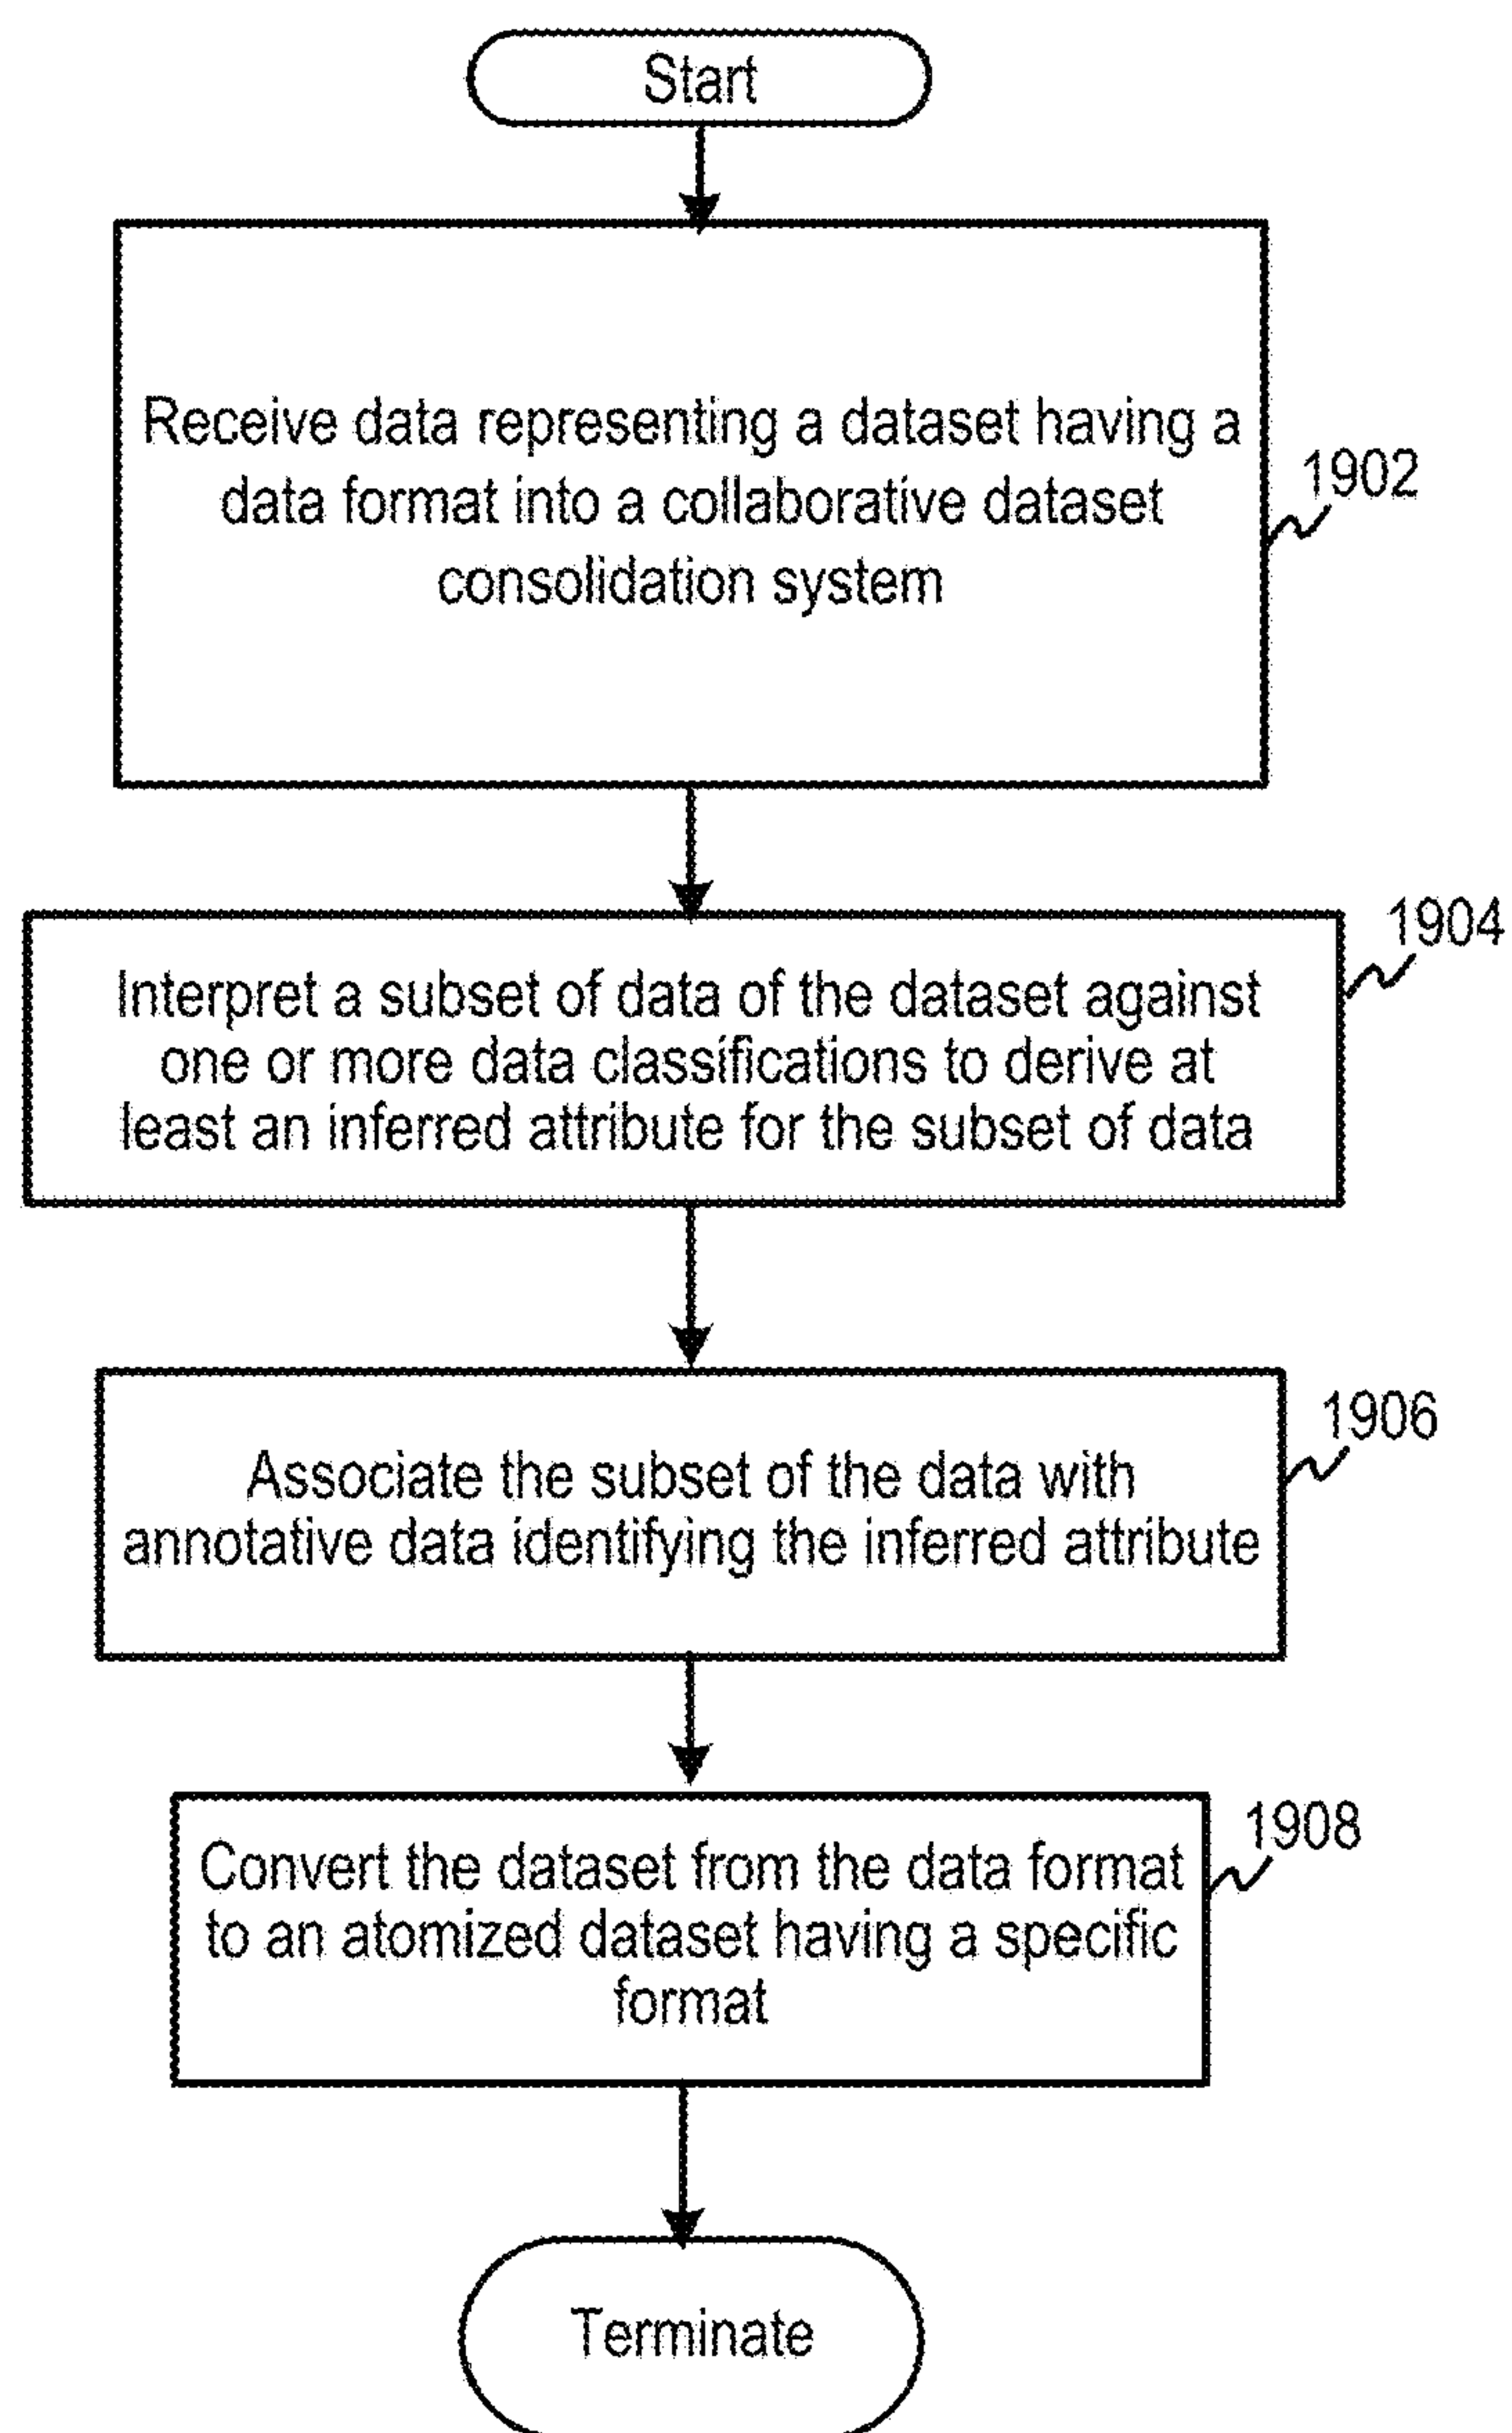 Start
Receive data representing a dataset having a
data format into a collaborative dataset
consolidation system
1902
1904
Interpret a subset of data of the dataset against
one or more data classifications to derive at
least an inferred attribute for the subset of data
1906
Associate the subset of the data with
annotative data identifying the inferred attribute
1908
Convert the dataset from the data format
to an atomized dataset having a specific
format
Terminate